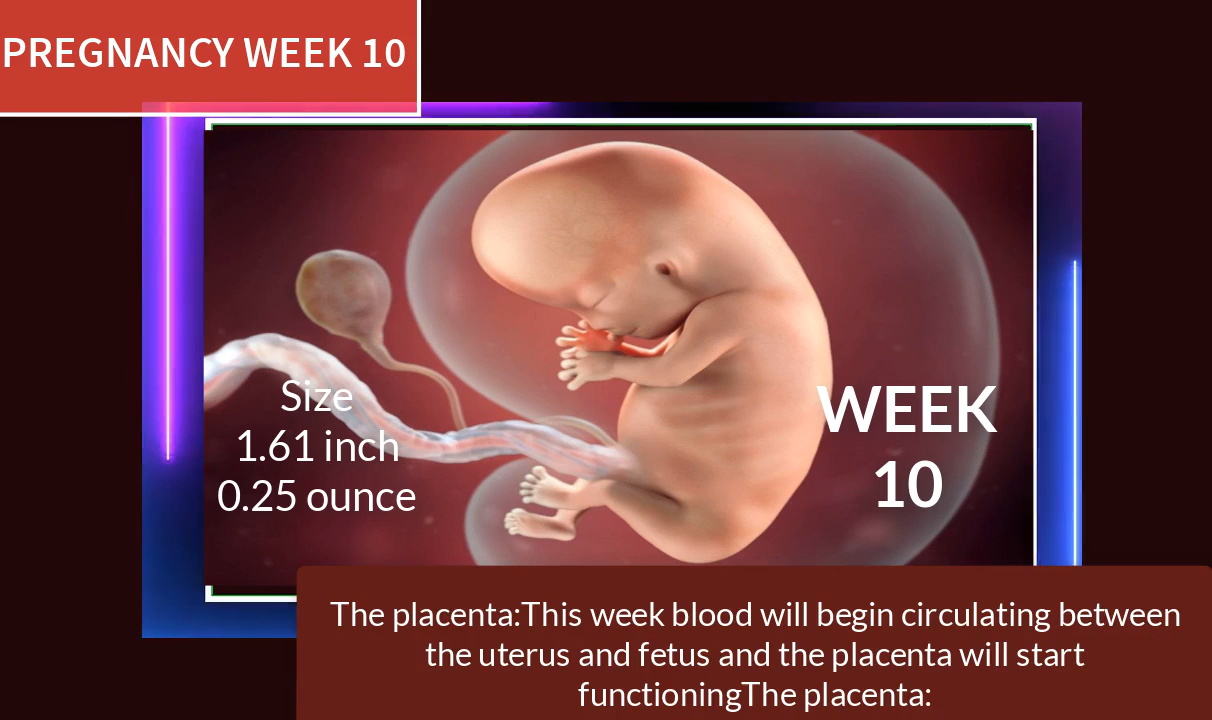 PREGNANCY WEEK 10
Size
1.61 inch
0.25 ounce
WEEK
10
The placenta:This week blood will begin circulating between
the uterus and fetus and the placenta will start
functioningThe placenta: